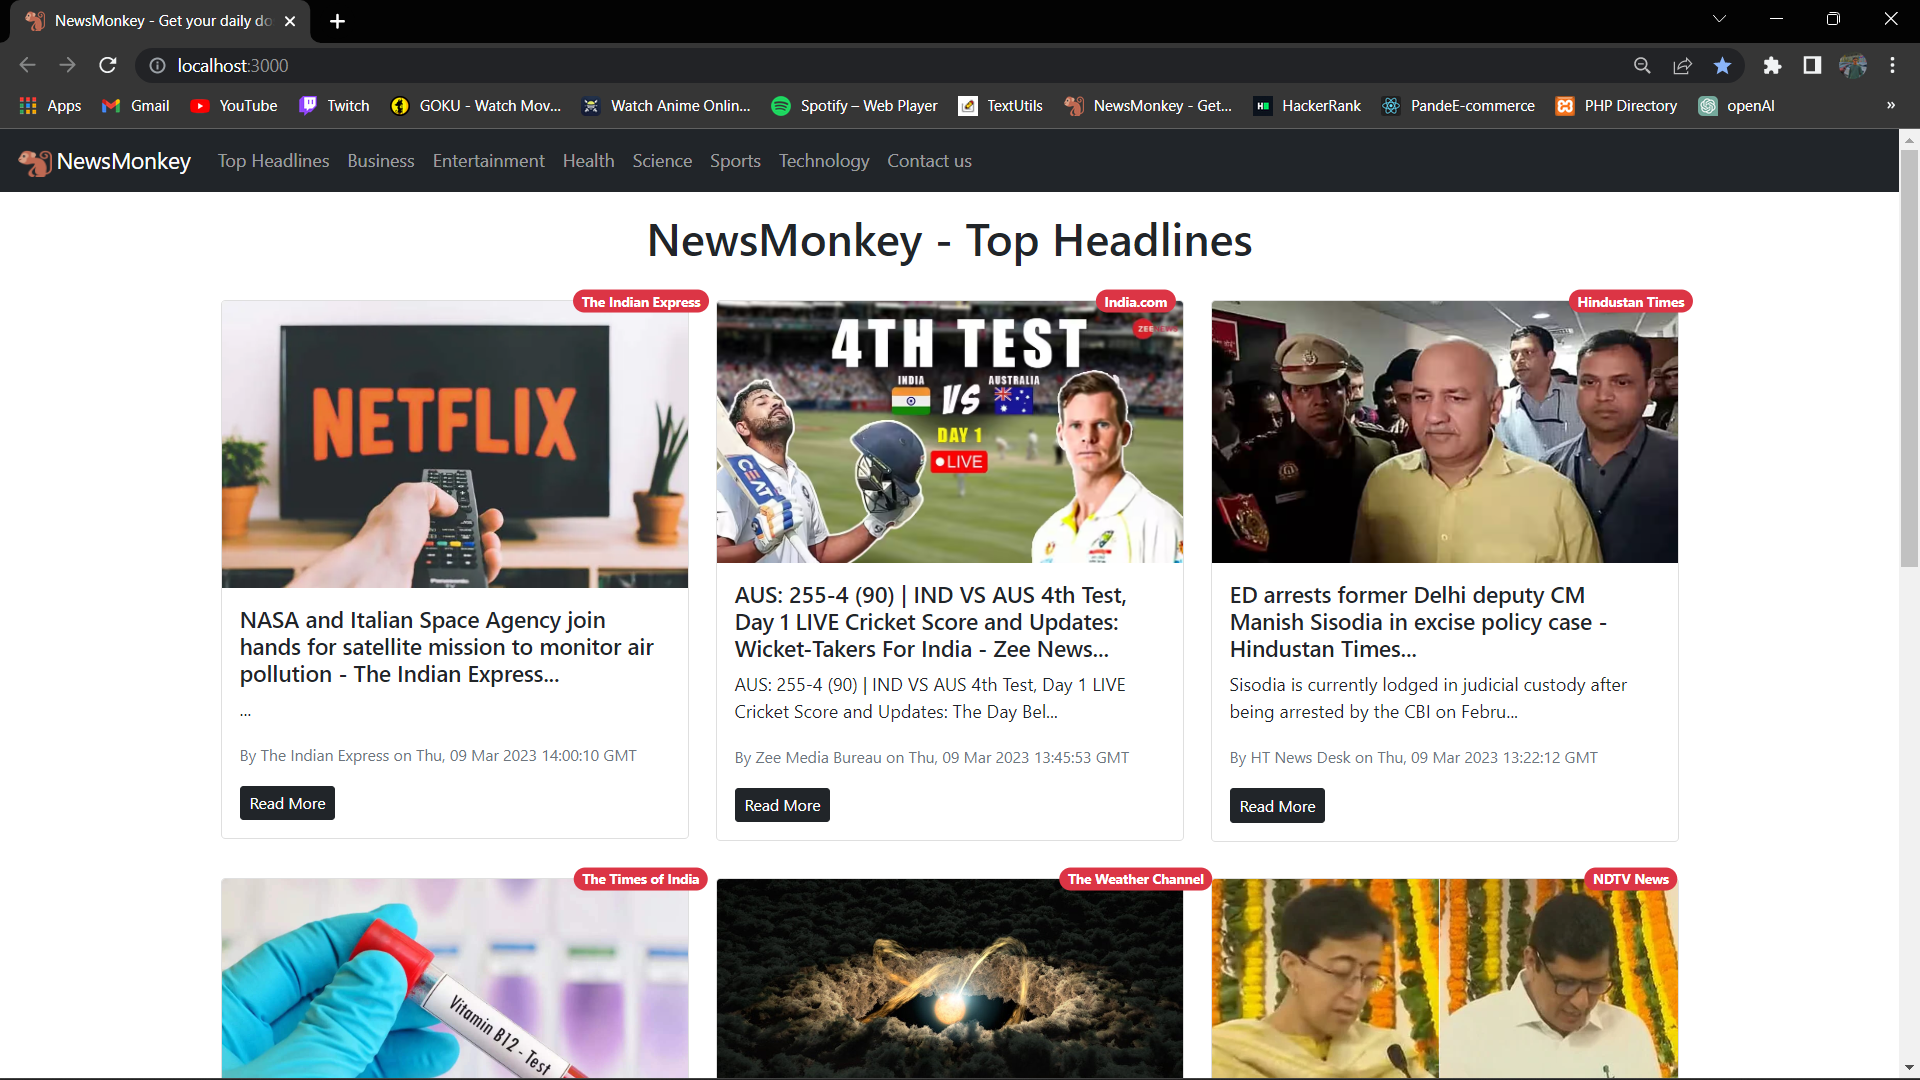 NewsMonkey - Get your daily do
localhost:3000
Apps Gmail YouTube Twitch GOKU - Watch Mov... Watch Anime Onlin... Spotify – Web Player TextUtils NewsMonkey - Get... HackerRank PandeE-commerce PHP Directory openAI »
NewsMonkey Top Headlines Business Entertainment Health Science Sports Technology Contact us
NewsMonkey - Top Headlines
The Indian Express
NETFLIX
Panasonic
TV
NASA and Italian Space Agency join
hands for satellite mission to monitor air
pollution - The Indian Express...
...
By The Indian Express on Thu, 09 Mar 2023 14:00:10 GMT
Read More
India.com
ZEE NEWS
4TH TEST
INDIA
VS
AUSTRALIA
DAY 1
LIVE
CEAT
AUS: 255-4 (90) | IND VS AUS 4th Test,
Day 1 LIVE Cricket Score and Updates:
Wicket-Takers For India - Zee News...
AUS: 255-4 (90) | IND VS AUS 4th Test, Day 1 LIVE
Cricket Score and Updates: The Day Bel...
By Zee Media Bureau on Thu, 09 Mar 2023 13:45:53 GMT
Read More
Hindustan Times
ED arrests former Delhi deputy CM
Manish Sisodia in excise policy case -
Hindustan Times...
Sisodia is currently lodged in judicial custody after
being arrested by the CBI on Febru...
By HT News Desk on Thu, 09 Mar 2023 13:22:12 GMT
Read More
The Times of India
Vitamin B12 - Test
The Weather Channel
NDTV News